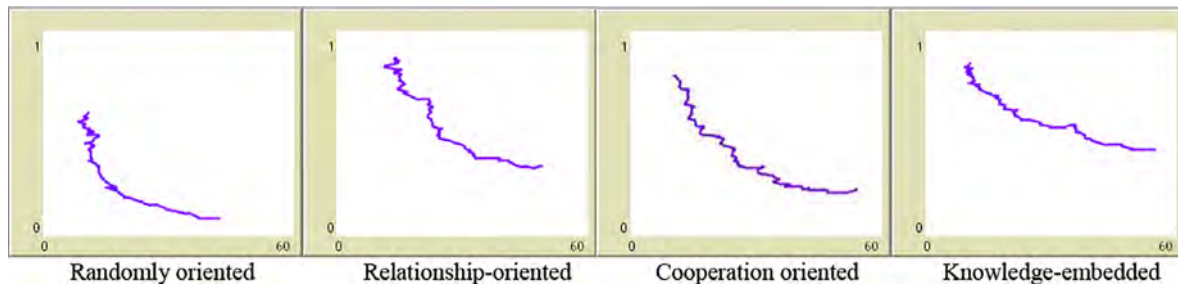 1 1 1 1
0 0 0 0
0 60 0 60 0 60 0 60
Randomly oriented Relationship-oriented Cooperation oriented Knowledge-embedded